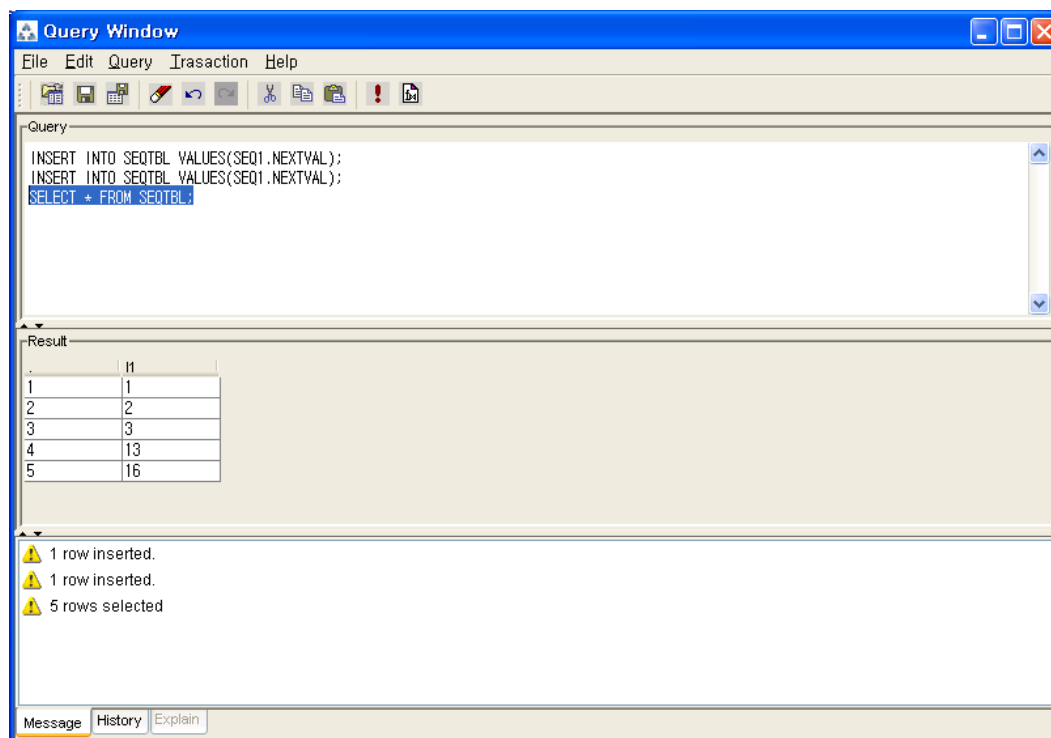 Query Window
File Edit Query Trasaction Help
Query
INSERT INTO SEQTBL VALUES(SEQ1.NEXTVAL);
INSERT INTO SEQTBL VALUES(SEQ1.NEXTVAL);
SELECT * FROM SEQTBL;
Result
. I1
1 1
2 2
3 3
4 13
5 16
1 row inserted.
1 row inserted.
5 rows selected
Message History Explain